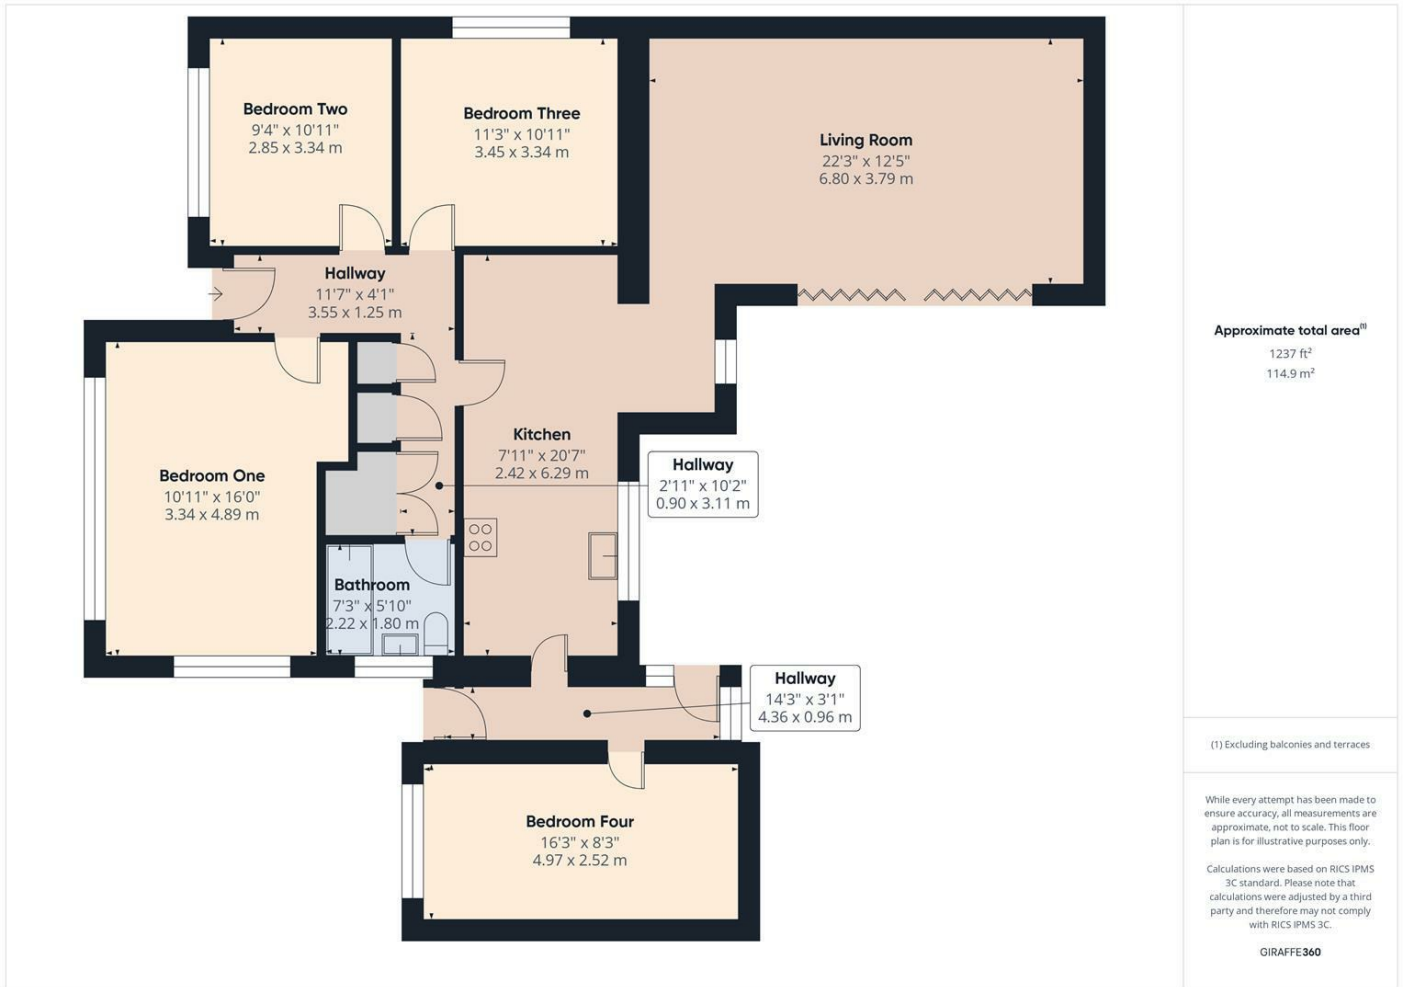 Bedroom Two
9'4" x 10'11"
2.85 x 3.34 m
Bedroom Three
11'3" x 10'11"
3.45 x 3.34 m
Living Room
22'3" x 12'5"
6.80 x 3.79 m
Hallway
11'7" x 4'1"
3.55 x 1.25 m
Bedroom One
10'11" x 16'0"
3.34 x 4.89 m
Kitchen
7'11" x 20'7"
2.42 x 6.29 m
Hallway
2'11" x 10'2"
0.90 x 3.11 m
Bathroom
7'3" x 5'10"
2.22 x 1.80 m
Hallway
14'3" x 3'1"
4.36 x 0.96 m
Bedroom Four
16'3" x 8'3"
4.97 x 2.52 m
Approximate total area(1)
1237 ft²
114.9 m²
(1) Excluding balconies and terraces
While every attempt has been made to
ensure accuracy, all measurements are
approximate, not to scale. This floor
plan is for illustrative purposes only.
Calculations were based on RICS IPMS
3C standard. Please note that
calculations were adjusted by a third
party and therefore may not comply
with RICS IPMS 3C.
GIRAFFE360